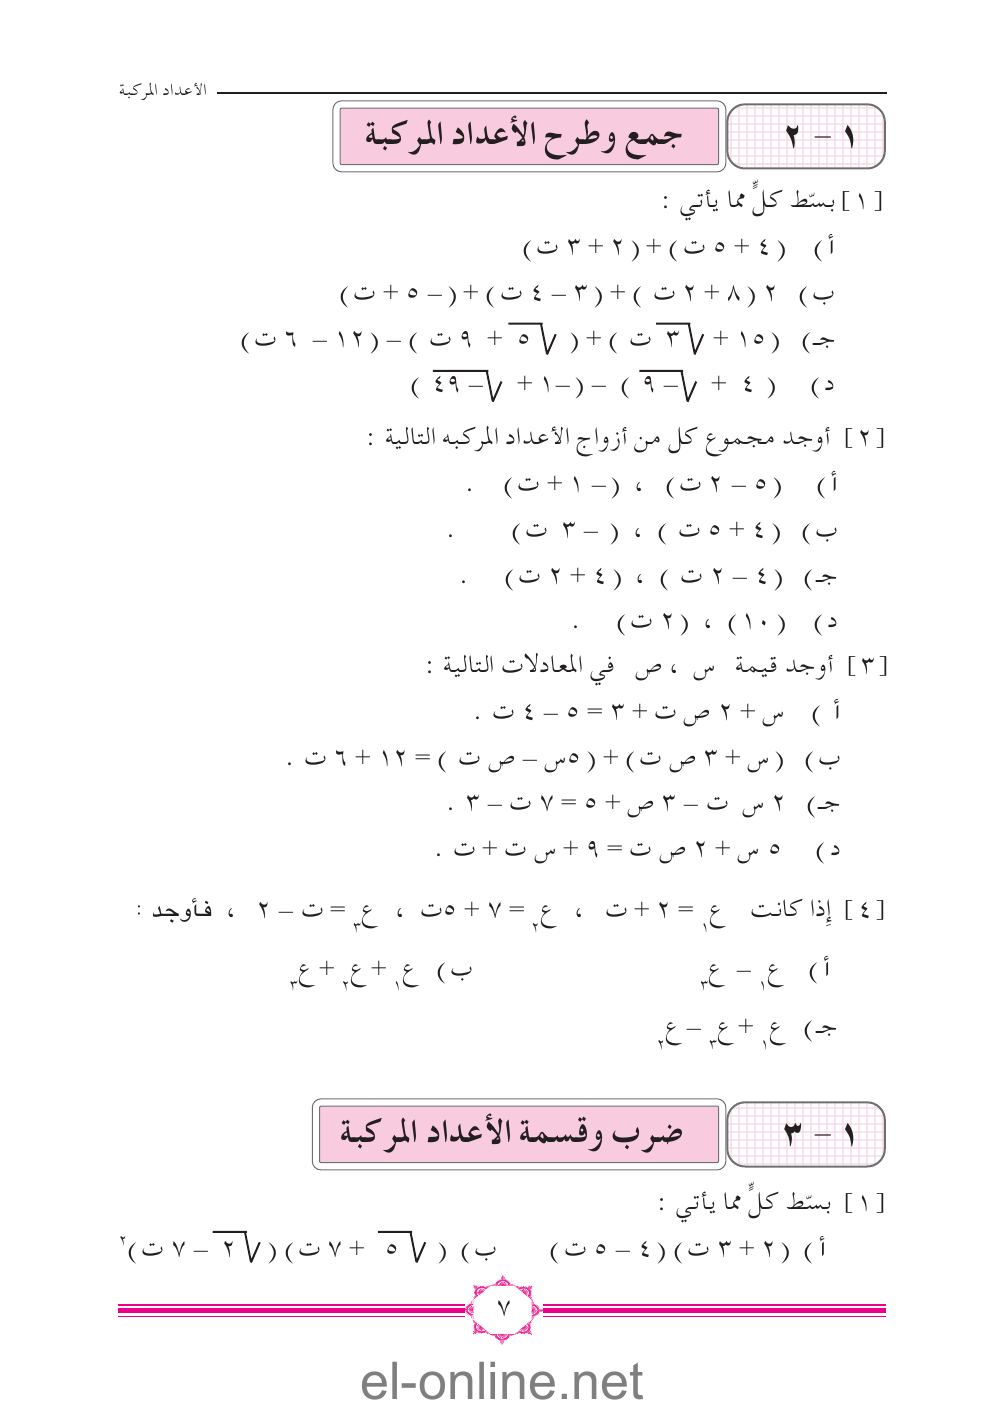 الأعداد المركبة
١ – ٢ جمع وطرح الأعداد المركبة
[ ١ ] بسّط كلٍّ مما يأتي :
أ ) ( ٤ + ٥ ت ) + ( ٢ + ٣ ت )
ب ) ٢ ( ٨ + ٢ ت ) + ( ٣ – ٤ ت ) + ( – ٥ + ت )
جـ ) ( ١٥ + √٣ ت ) + ( √٥ + ٩ ت ) – ( ١٢ – ٦ ت )
د ) ( ٤ + √–٩ ) – ( –١ + √–٤٩ )
[ ٢ ] أوجد مجموع كل من أزواج الأعداد المركبه التالية :
أ ) ( ٥ – ٢ ت ) ، ( – ١ + ت ) .
ب ) ( ٤ + ٥ ت ) ، ( – ٣ ت ) .
جـ ) ( ٤ – ٢ ت ) ، ( ٤ + ٢ ت ) .
د ) ( ١٠ ) ، ( ٢ ت ) .
[ ٣ ] أوجد قيمة س ، ص في المعادلات التالية :
أ ) س + ٢ ص ت + ٣ = ٥ – ٤ ت .
ب ) ( س + ٣ ص ت ) + ( ٥س – ص ت ) = ١٢ + ٦ ت .
جـ ) ٢ س ت – ٣ ص + ٥ = ٧ ت – ٣ .
د ) ٥ س + ٢ ص ت = ٩ + س ت + ت .
[ ٤ ] إذا كانت ع١ = ٢ + ت ، ع٢ = ٧ + ٥ت ، ع٣ = ت – ٢ ، فأوجد :
أ ) ع١ – ع٣ ب ) ع١ + ع٢ + ع٣
جـ ) ع١ + ع٣ – ع٢
١ – ٣ ضرب وقسمة الأعداد المركبة
[ ١ ] بسّط كلٍّ مما يأتي :
أ ) ( ٢ + ٣ ت ) ( ٤ – ٥ ت ) ب ) ( √٥ + ٧ ت ) ( √٢ – ٧ ت )²
٧
el-online.net